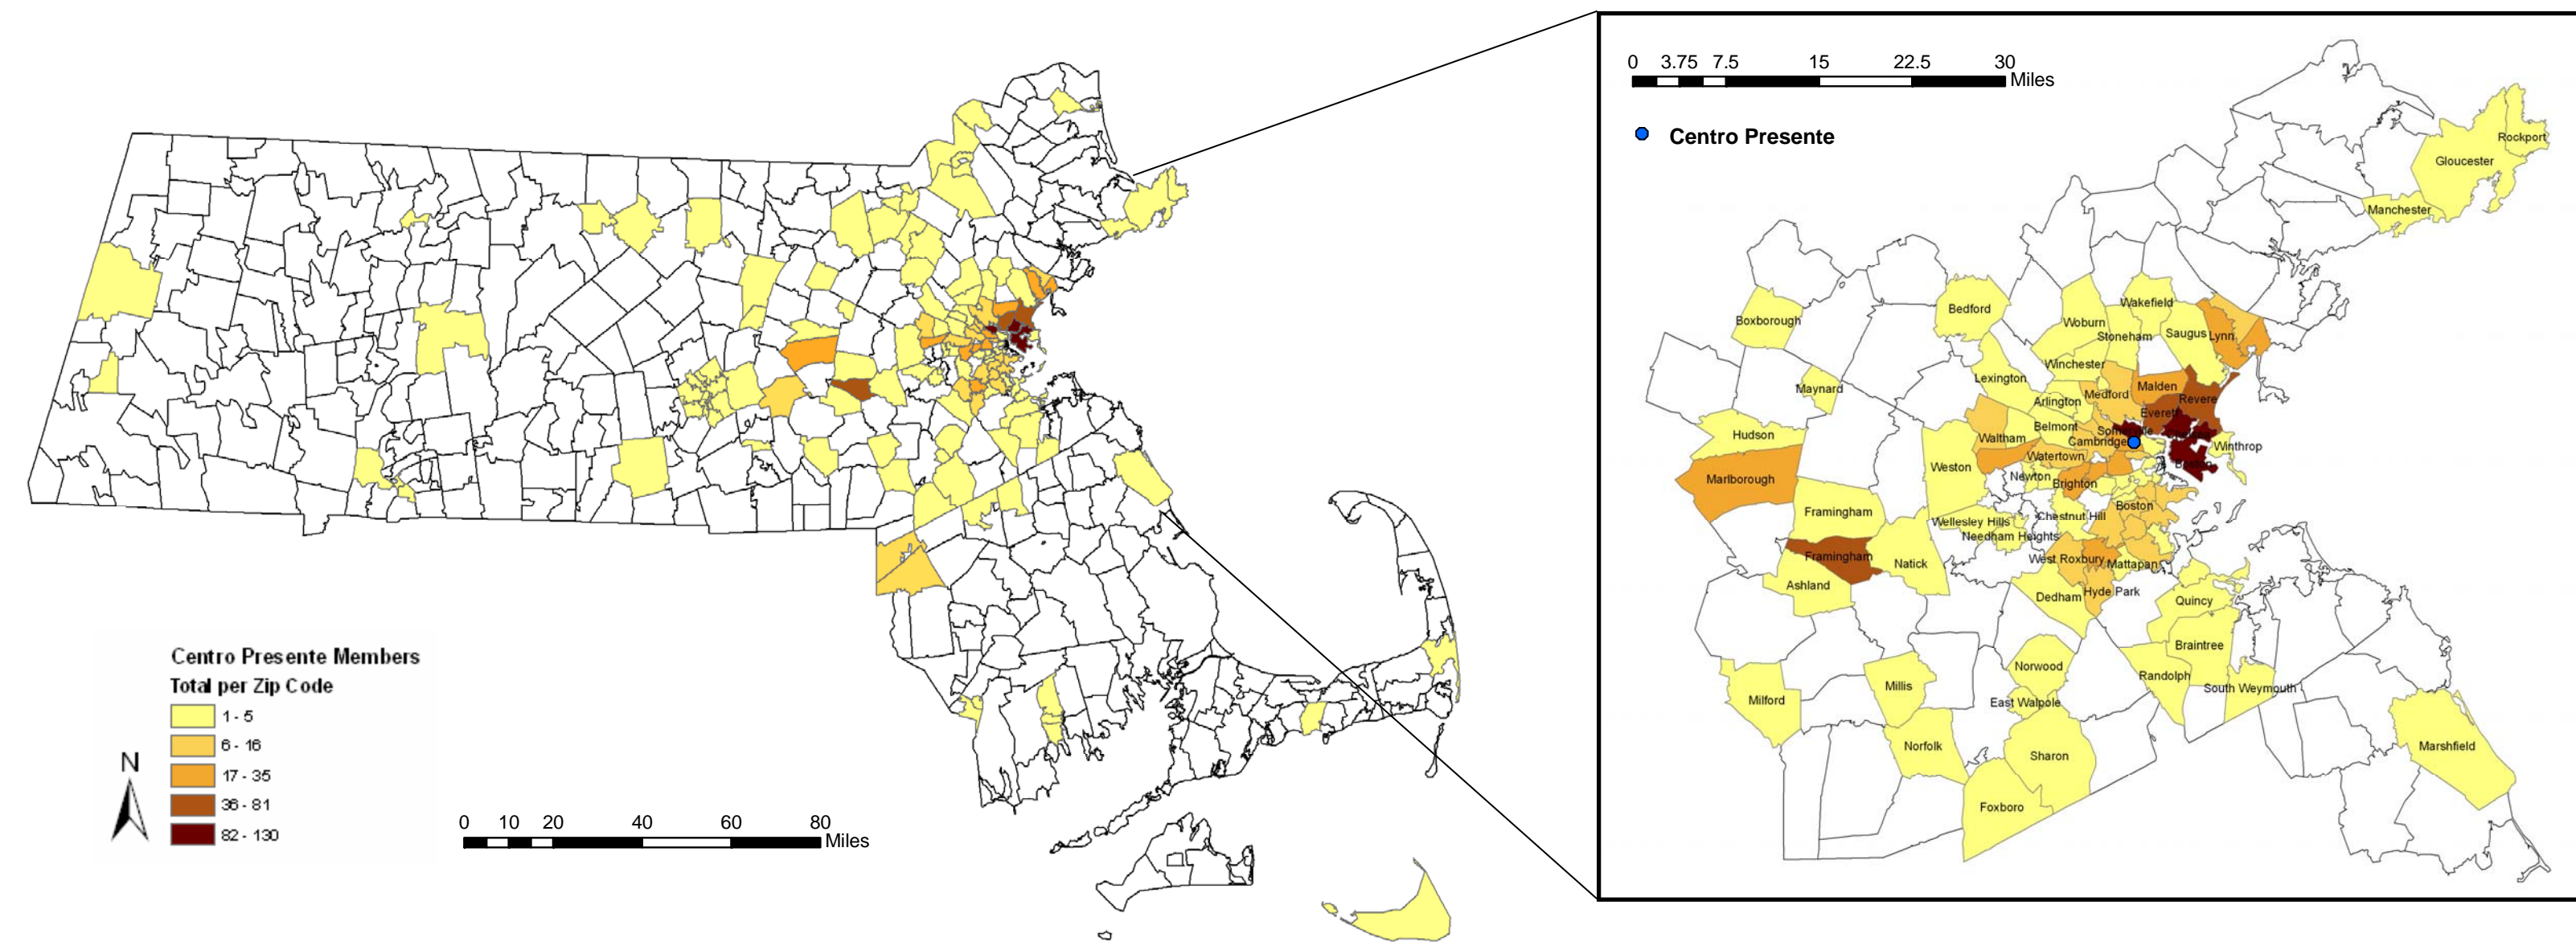 Centro Presente Members
Total per Zip Code
1 - 5
6 - 16
17 - 35
36 - 81
82 - 130
N
0 10 20 40 60 80
Miles
0 3.75 7.5 15 22.5 30
Miles
Centro Presente
Rockport
Gloucester
Manchester
Bedford
Boxborough
Wakefield
Woburn
Stoneham
Saugus
Lynn
Winchester
Lexington
Maynard
Malden
Medford
Revere
Arlington
Everett
Belmont
Somerville
Hudson
Waltham
Cambridge
Winthrop
Watertown
Weston
Boston
Marlborough
Newton
Brighton
Framingham
Boston
Wellesley Hills
Chestnut Hill
Needham Heights
Framingham
West Roxbury
Natick
Mattapan
Ashland
Hyde Park
Dedham
Quincy
Braintree
Norwood
Randolph
Millis
South Weymouth
Milford
East Walpole
Norfolk
Sharon
Marshfield
Foxboro